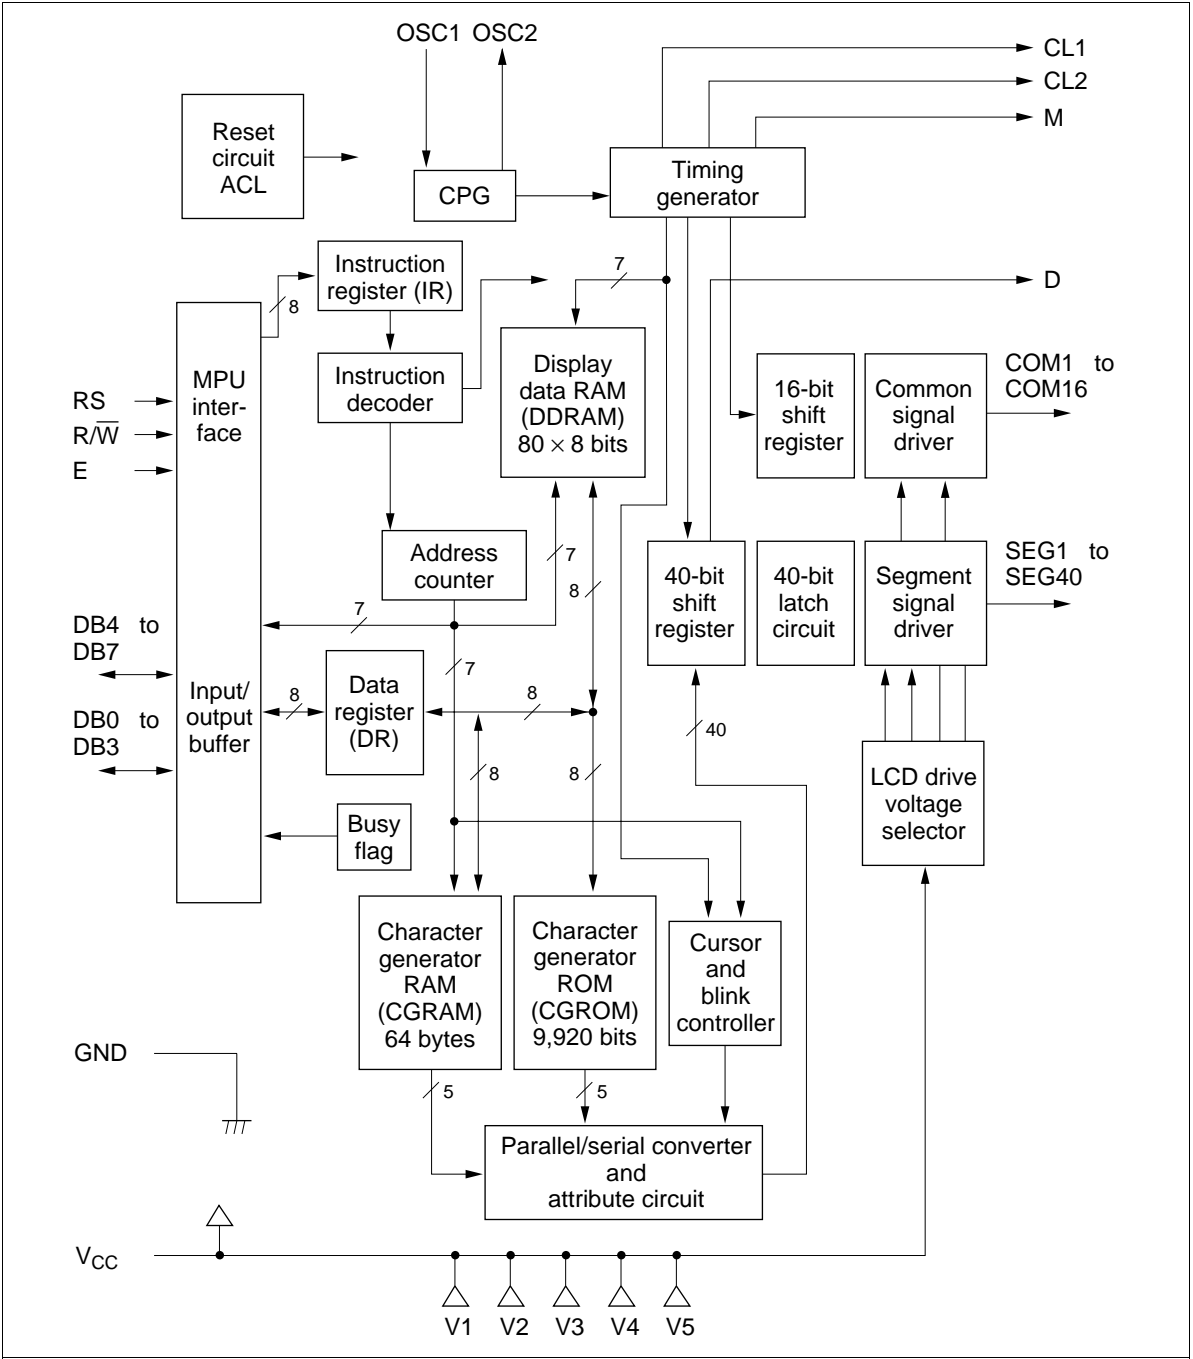 OSC1 OSC2
CL1
CL2
M
Reset
circuit
ACL
CPG
Timing
generator
Instruction
register (IR)
7
D
8
MPU
inter-
face
Instruction
decoder
Display
data RAM
(DDRAM)
80 × 8 bits
16-bit
shift
register
Common
signal
driver
COM1 to
COM16
RS
R/W̅
E
Address
counter
7
8
40-bit
shift
register
40-bit
latch
circuit
Segment
signal
driver
SEG1 to
SEG40
DB4 to
DB7
7
7
Input/
output
buffer
8
Data
register
(DR)
8
DB0 to
DB3
8
8
40
LCD drive
voltage
selector
Busy
flag
Character
generator
RAM
(CGRAM)
64 bytes
Character
generator
ROM
(CGROM)
9,920 bits
Cursor
and
blink
controller
GND
5
5
Parallel/serial converter
and
attribute circuit
VCC
V1 V2 V3 V4 V5